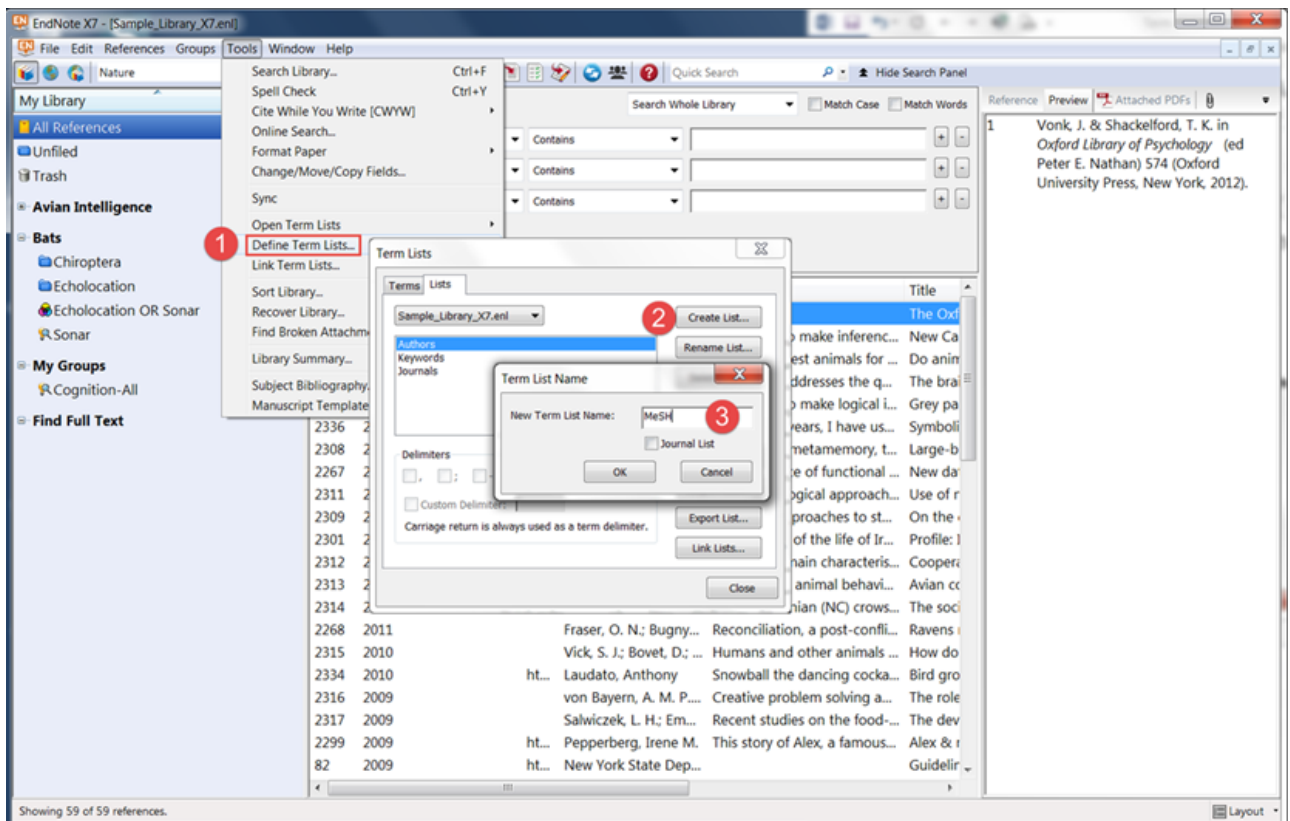 EndNote X7 - [Sample_Library_X7.enl]
File Edit References Groups Tools Window Help
Nature
Quick Search
Hide Search Panel
My Library
All References
Unfiled
Trash
Avian Intelligence
Bats
Chiroptera
Echolocation
Echolocation OR Sonar
Sonar
My Groups
Cognition-All
Find Full Text
Search Library... Ctrl+F
Spell Check Ctrl+Y
Cite While You Write [CWYW]
Online Search...
Format Paper
Change/Move/Copy Fields...
Sync
Open Term Lists
1 Define Term Lists...
Link Term Lists...
Sort Library...
Recover Library...
Find Broken Attachm
Library Summary...
Subject Bibliography.
Manuscript Template
Search Whole Library Match Case Match Words
Contains
Contains
Contains
Term Lists
Terms Lists
Sample_Library_X7.enl
2 Create List...
Authors
Keywords
Journals
Rename List...
Term List Name
New Term List Name: MeSH 3
Journal List
OK Cancel
Delimiters
, ; 
Custom Delimiter:
Carriage return is always used as a term delimiter.
Export List...
Link Lists...
Close
Title
The Oxf
make inferenc... New Ca
est animals for ... Do anim
ddresses the q... The brai
make logical i... Grey pa
2336 2 years, I have us... Symboli
2308 2 metamemory, t... Large-b
2267 2 e of functional ... New dat
2311 2 ogical approach... Use of r
2309 2 proaches to st... On the
2301 2 of the life of Ir... Profile: I
2312 2 main characteris... Coopera
2313 2 animal behavi... Avian co
2314 2 nian (NC) crows... The soci
2268 2011 Fraser, O. N.; Bugny... Reconciliation, a post-confli... Ravens
2315 2010 Vick, S. J.; Bovet, D.; ... Humans and other animals ... How do
2334 2010 ht... Laudato, Anthony Snowball the dancing cocka... Bird gro
2316 2009 von Bayern, A. M. P.... Creative problem solving a... The role
2317 2009 Salwiczek, L. H.; Em... Recent studies on the food-... The dev
2299 2009 ht... Pepperberg, Irene M. This story of Alex, a famous... Alex & r
82 2009 ht... New York State Dep... Guidelin
Reference Preview Attached PDFs
1 Vonk, J. & Shackelford, T. K. in
Oxford Library of Psychology (ed
Peter E. Nathan) 574 (Oxford
University Press, New York, 2012).
Showing 59 of 59 references.
Layout